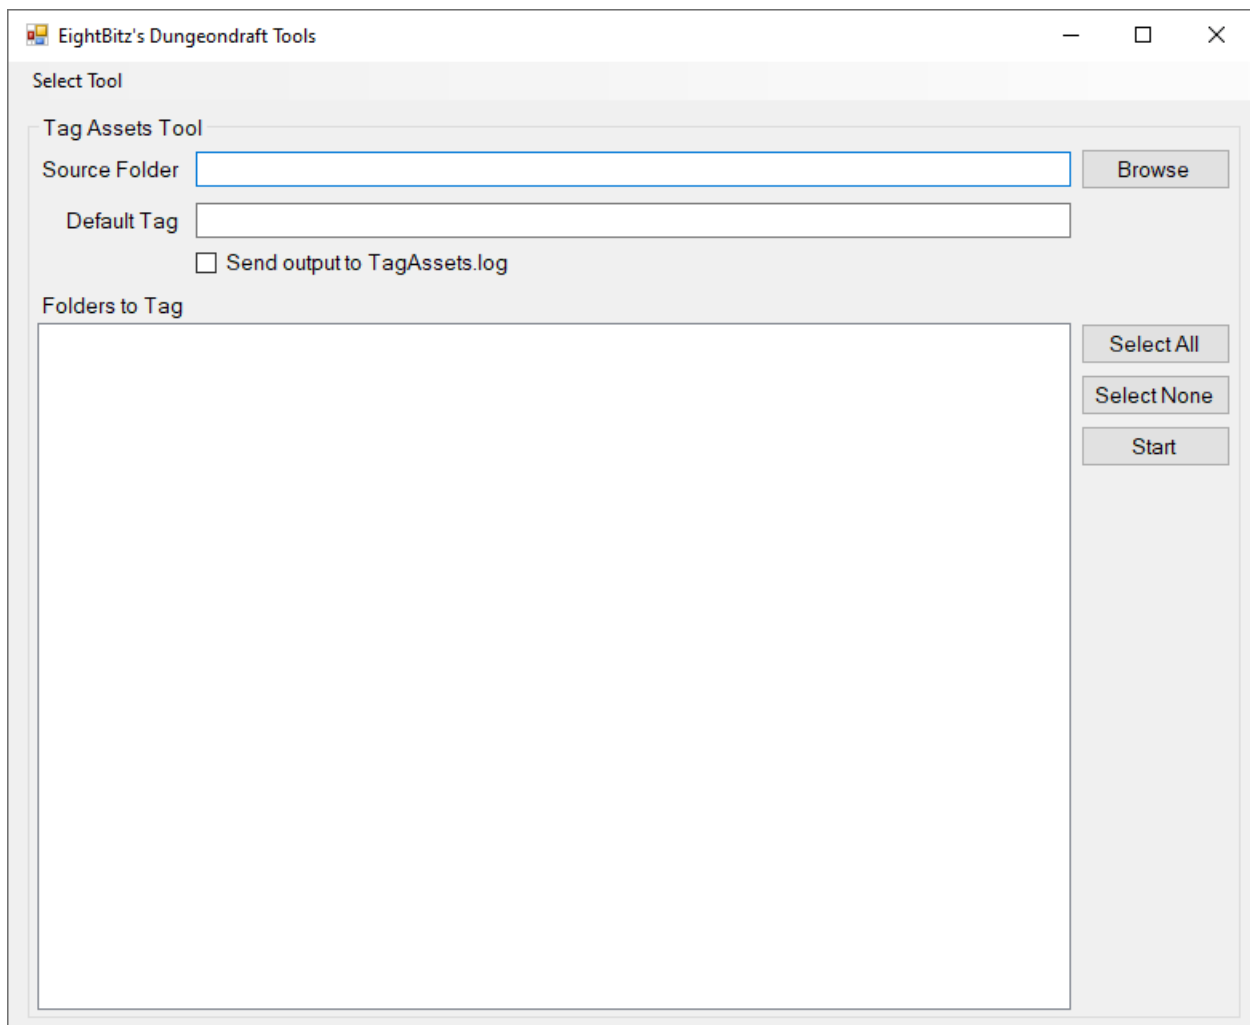 EightBitz's Dungeondraft Tools
Select Tool
Tag Assets Tool
Source Folder
Browse
Default Tag
Send output to TagAssets.log
Folders to Tag
Select All
Select None
Start